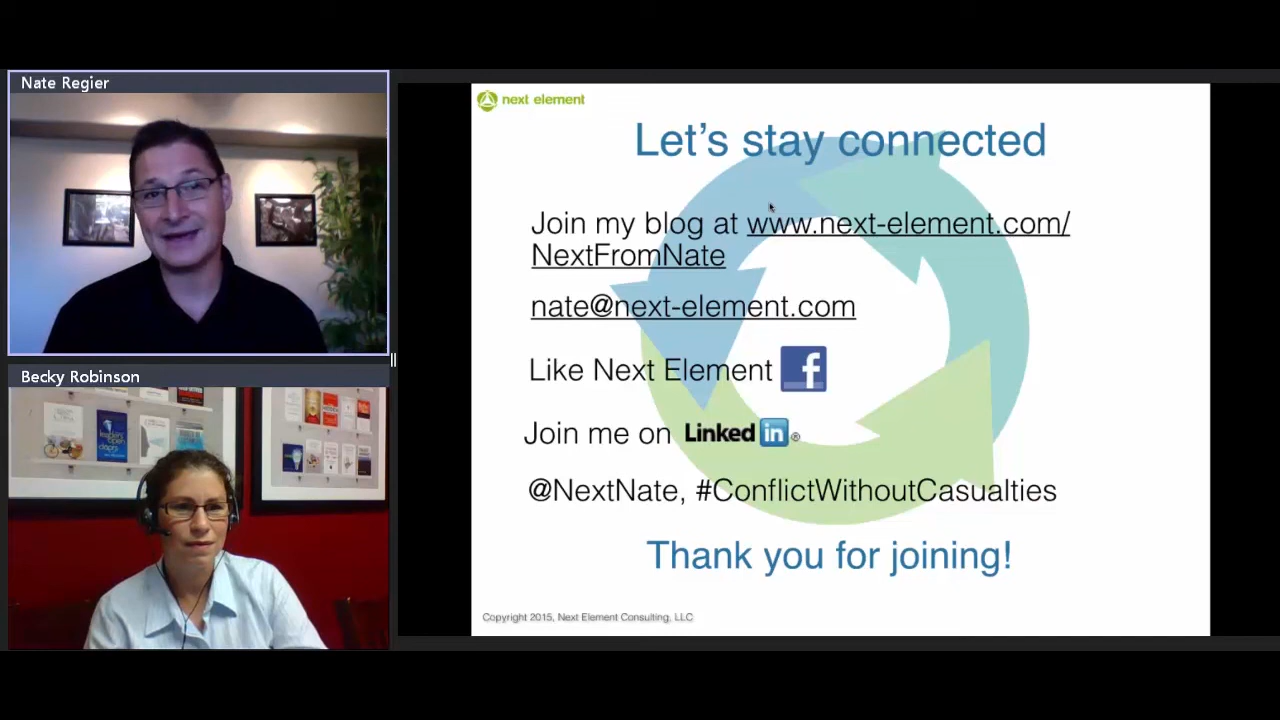 Nate Regier
Becky Robinson
next element
Let's stay connected
Join my blog at www.next-element.com/
NextFromNate
nate@next-element.com
Like Next Element f
Join me on Linked in ®
@NextNate, #ConflictWithoutCasualties
Thank you for joining!
Copyright 2015, Next Element Consulting, LLC